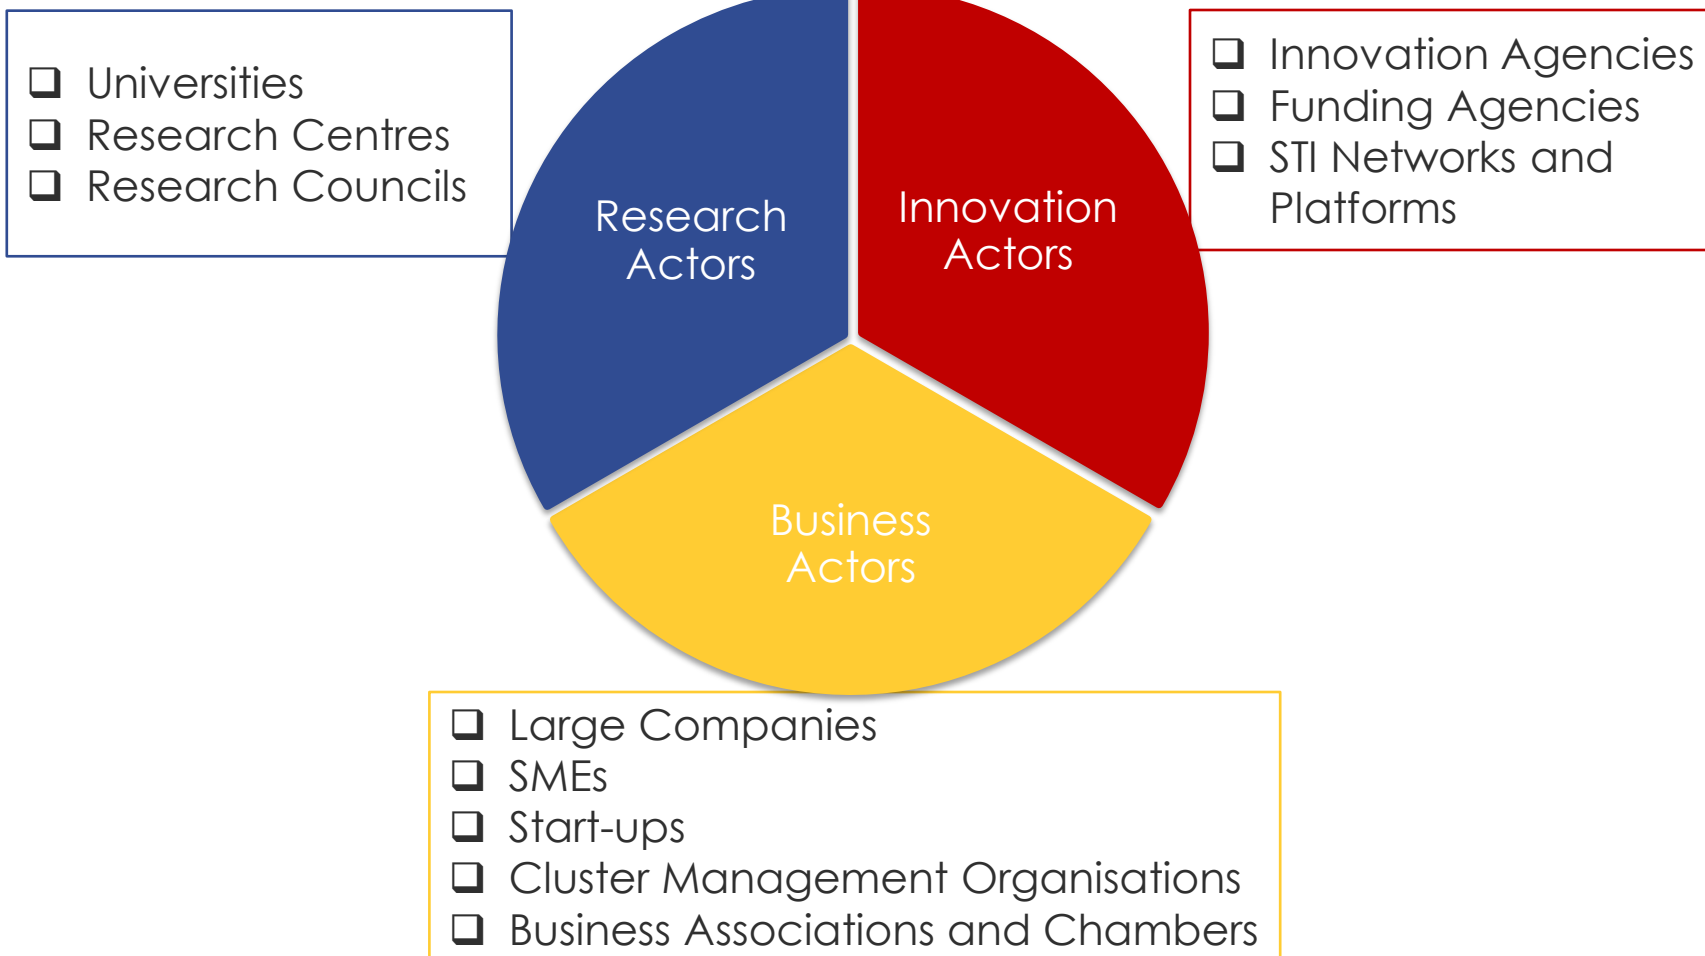 Universities
Research Centres
Research Councils
Research
Actors
Innovation
Actors
Innovation Agencies
Funding Agencies
STI Networks and
Platforms
Business
Actors
Large Companies
SMEs
Start-ups
Cluster Management Organisations
Business Associations and Chambers